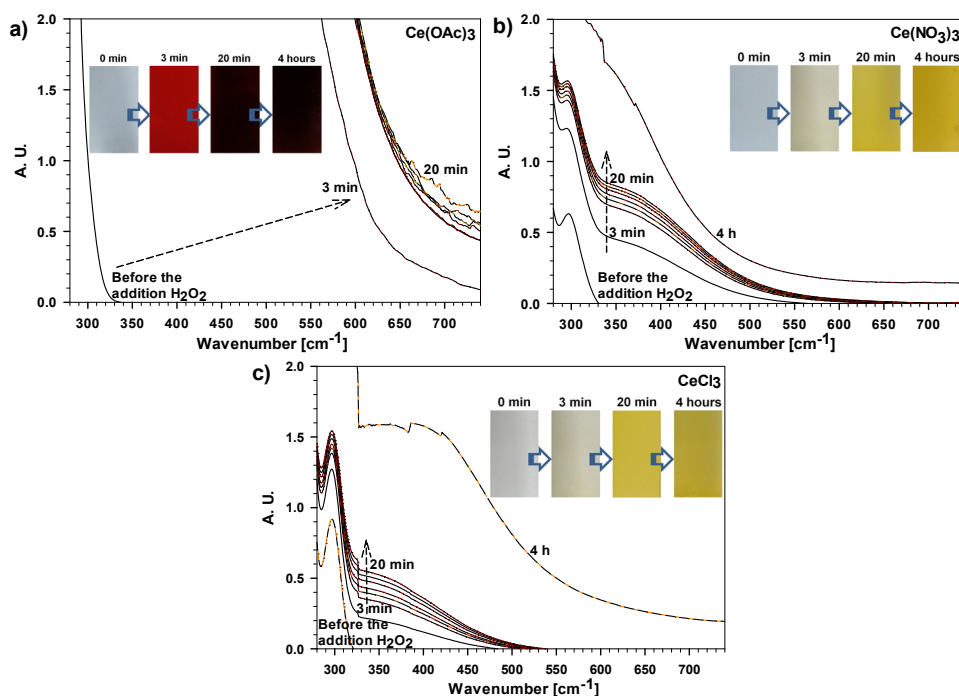 a)
Ce(OAc)3
0 min 3 min 20 min 4 hours
A. U.
2.0
1.5
1.0
0.5
0.0
3 min
20 min
Before the
addition H2O2
300 350 400 450 500 550 600 650 700
Wavenumber [cm-1]
b)
Ce(NO3)3
0 min 3 min 20 min 4 hours
A. U.
2.0
1.5
1.0
0.5
0.0
20 min
3 min
4 h
Before the
addition H2O2
300 350 400 450 500 550 600 650 700
Wavenumber [cm-1]
c)
CeCl3
0 min 3 min 20 min 4 hours
A. U.
2.0
1.5
1.0
0.5
0.0
20 min
3 min
4 h
Before the
addition H2O2
300 350 400 450 500 550 600 650 700
Wavenumber [cm-1]